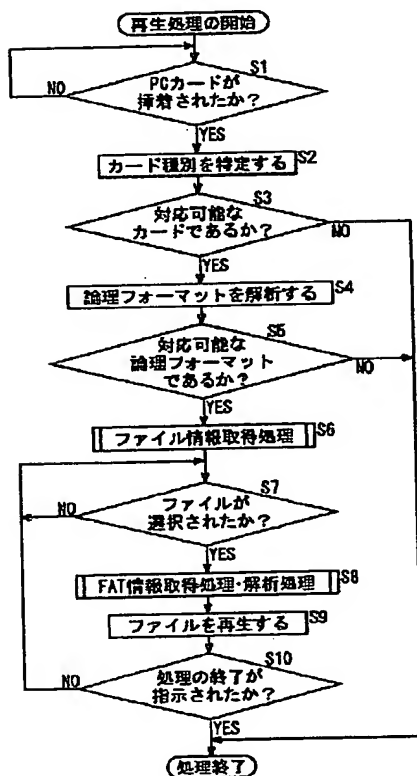 再生処理の開始
S1
NO
PCカードが
挿着されたか？
YES
カード種別を特定する
S2
S3
対応可能な
カードであるか？
NO
YES
論理フォーマットを解析する
S4
S5
対応可能な
論理フォーマット
であるか？
NO
YES
ファイル情報取得処理
S6
S7
NO
ファイルが
選択されたか？
YES
FAT情報取得処理・解析処理
S8
ファイルを再生する
S9
S10
NO
処理の終了が
指示されたか？
YES
処理終了